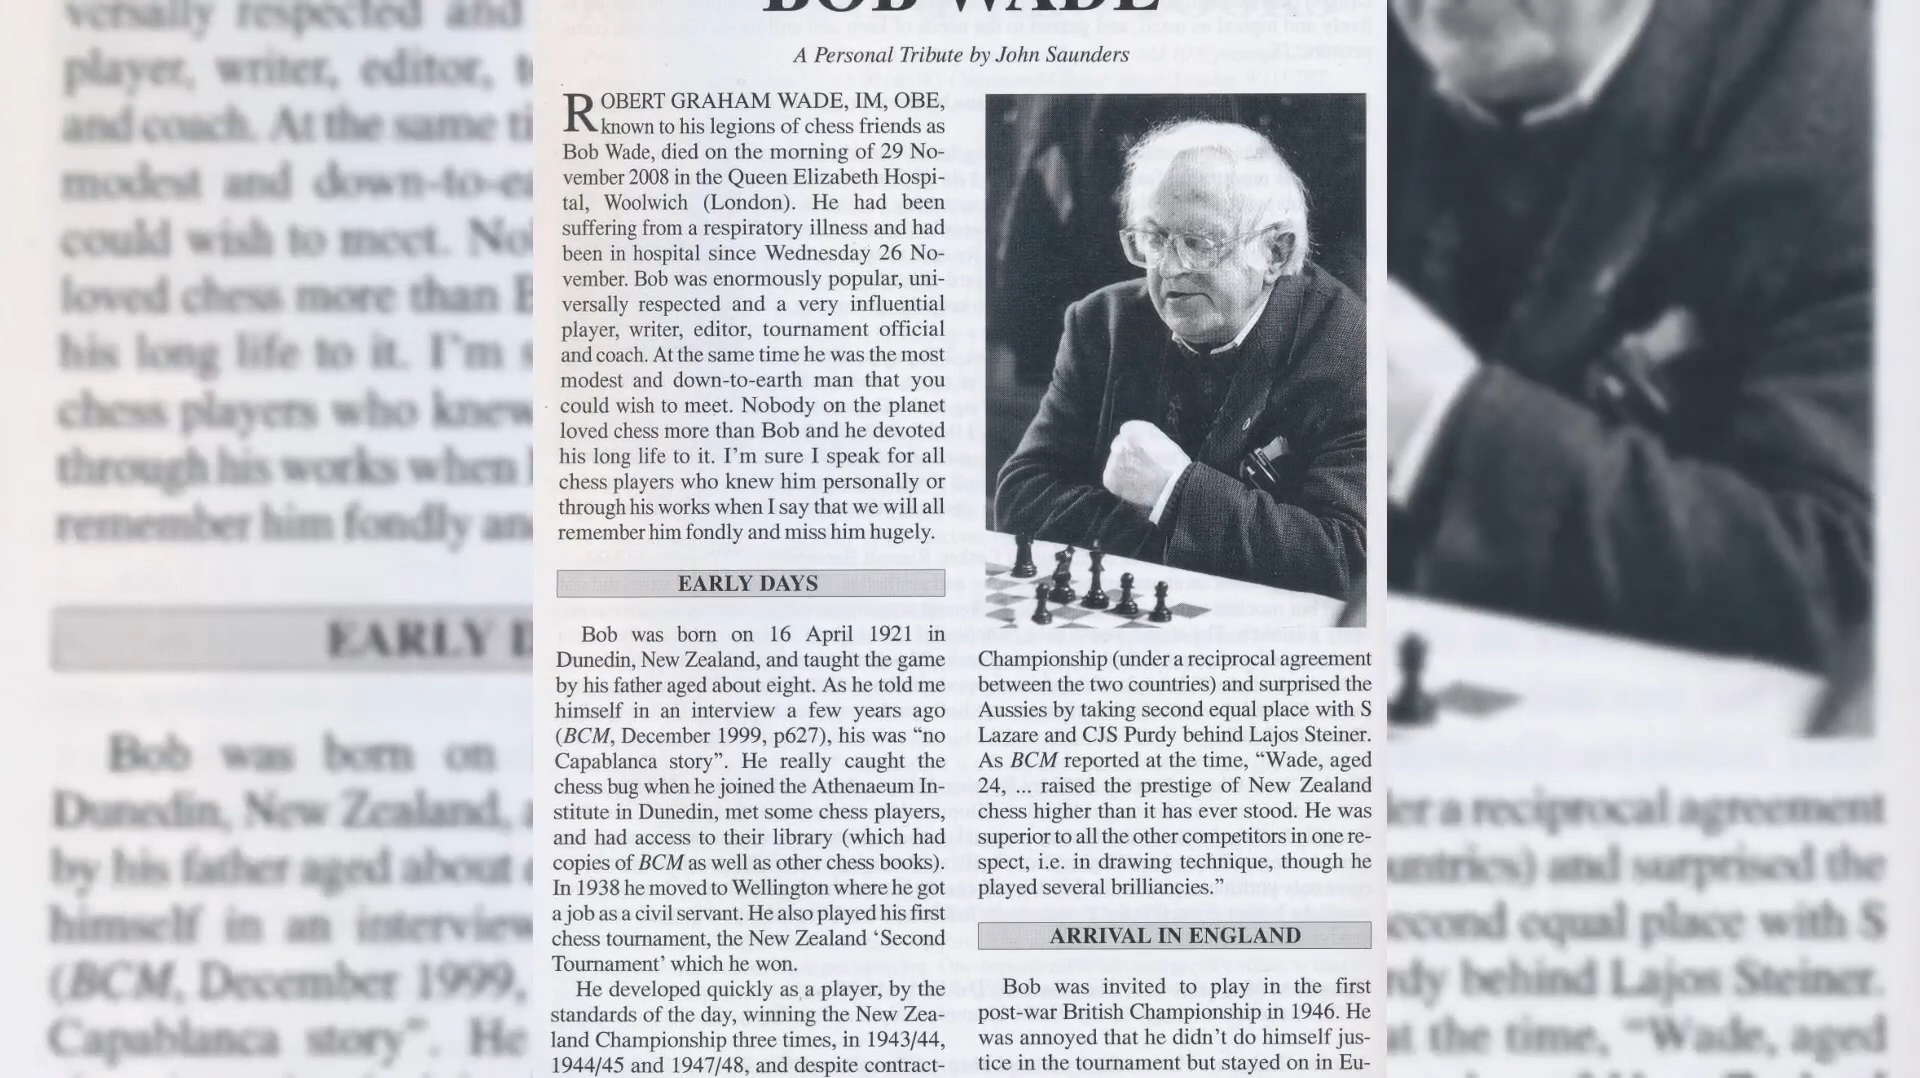 BOB WADE
A Personal Tribute by John Saunders
ROBERT GRAHAM WADE, IM, OBE,
known to his legions of chess friends as
Bob Wade, died on the morning of 29 No-
vember 2008 in the Queen Elizabeth Hospi-
tal, Woolwich (London). He had been
suffering from a respiratory illness and had
been in hospital since Wednesday 26 No-
vember. Bob was enormously popular, uni-
versally respected and a very influential
player, writer, editor, tournament official
and coach. At the same time he was the most
modest and down-to-earth man that you
could wish to meet. Nobody on the planet
loved chess more than Bob and he devoted
his long life to it. I'm sure I speak for all
chess players who knew him personally or
through his works when I say that we will all
remember him fondly and miss him hugely.
EARLY DAYS
Bob was born on 16 April 1921 in
Dunedin, New Zealand, and taught the game
by his father aged about eight. As he told me
himself in an interview a few years ago
(BCM, December 1999, p627), his was “no
Capablanca story”. He really caught the
chess bug when he joined the Athenaeum In-
stitute in Dunedin, met some chess players,
and had access to their library (which had
copies of BCM as well as other chess books).
In 1938 he moved to Wellington where he got
a job as a civil servant. He also played his first
chess tournament, the New Zealand ‘Second
Tournament’ which he won.
He developed quickly as a player, by the
standards of the day, winning the New Zea-
land Championship three times, in 1943/44,
1944/45 and 1947/48, and despite contract-
Championship (under a reciprocal agreement
between the two countries) and surprised the
Aussies by taking second equal place with S
Lazare and CJS Purdy behind Lajos Steiner.
As BCM reported at the time, “Wade, aged
24, ... raised the prestige of New Zealand
chess higher than it has ever stood. He was
superior to all the other competitors in one re-
spect, i.e. in drawing technique, though he
played several brilliancies.”
ARRIVAL IN ENGLAND
Bob was invited to play in the first
post-war British Championship in 1946. He
was annoyed that he didn’t do himself jus-
tice in the tournament but stayed on in Eu-